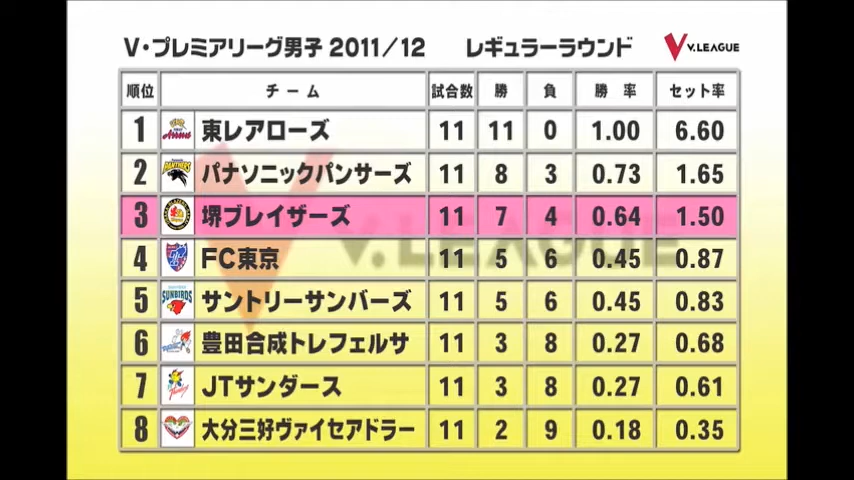 V・プレミアリーグ男子 2011/12 レギュラーラウンド V.LEAGUE
順位 チーム 試合数 勝 負 勝率 セット率
1 東レアローズ 11 11 0 1.00 6.60
2 パナソニックパンサーズ 11 8 3 0.73 1.65
3 堺ブレイザーズ 11 7 4 0.64 1.50
4 FC東京 11 5 6 0.45 0.87
5 サントリーサンバーズ 11 5 6 0.45 0.83
6 豊田合成トレフェルサ 11 3 8 0.27 0.68
7 JTサンダース 11 3 8 0.27 0.61
8 大分三好ヴァイセアドラー 11 2 9 0.18 0.35
V.LEAGUE